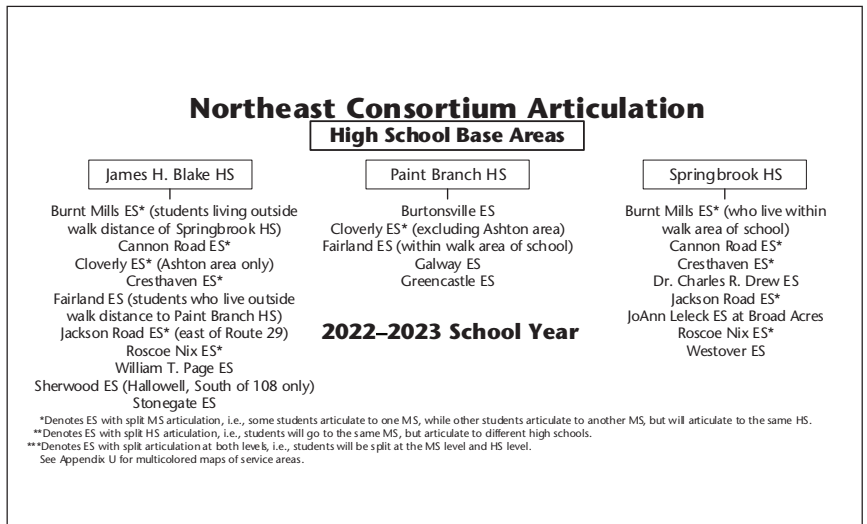 Northeast Consortium Articulation
High School Base Areas
James H. Blake HS
Burnt Mills ES* (students living outside
walk distance of Springbrook HS)
Cannon Road ES*
Cloverly ES* (Ashton area only)
Cresthaven ES*
Fairland ES (students who live outside
walk distance to Paint Branch HS)
Jackson Road ES* (east of Route 29)
Roscoe Nix ES*
William T. Page ES
Sherwood ES (Hallowell, South of 108 only)
Stonegate ES
Paint Branch HS
Burtonsville ES
Cloverly ES* (excluding Ashton area)
Fairland ES (within walk area of school)
Galway ES
Greencastle ES
Springbrook HS
Burnt Mills ES* (who live within
walk area of school)
Cannon Road ES*
Cresthaven ES*
Dr. Charles R. Drew ES
Jackson Road ES*
JoAnn Leleck ES at Broad Acres
Roscoe Nix ES*
Westover ES
2022–2023 School Year
*Denotes ES with split MS articulation, i.e., some students articulate to one MS, while other students articulate to another MS, but will articulate to the same HS.
**Denotes ES with split HS articulation, i.e., students will go to the same MS, but articulate to different high schools.
***Denotes ES with split articulation at both levels, i.e., students will be split at the MS level and HS level.
See Appendix U for multicolored maps of service areas.